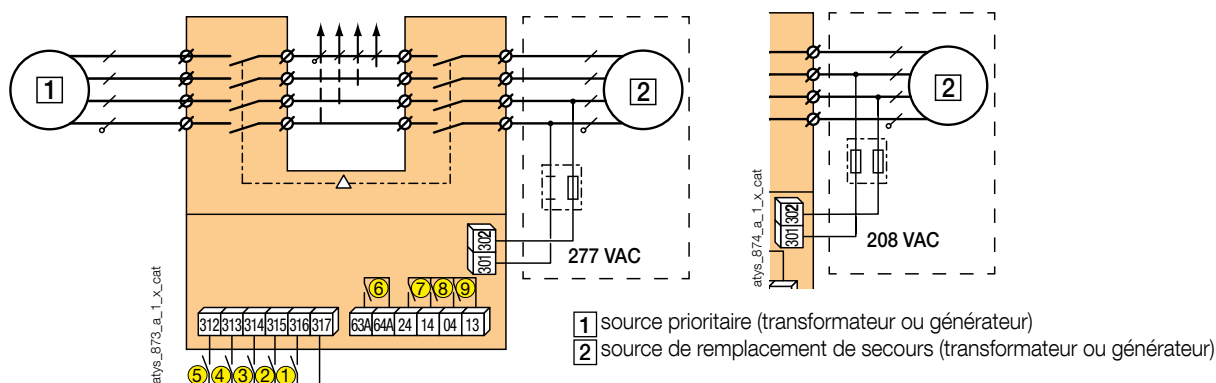 1
2
2
atys_874_a_1_x_cat
301 302
208 VAC
301 302
277 VAC
atys_873_a_1_x_cat
6 7 8 9
312 313 314 315 316 317
63A 64A 24 14 04 13
5 4 3 2 1
1 source prioritaire (transformateur ou générateur)
2 source de remplacement de secours (transformateur ou générateur)